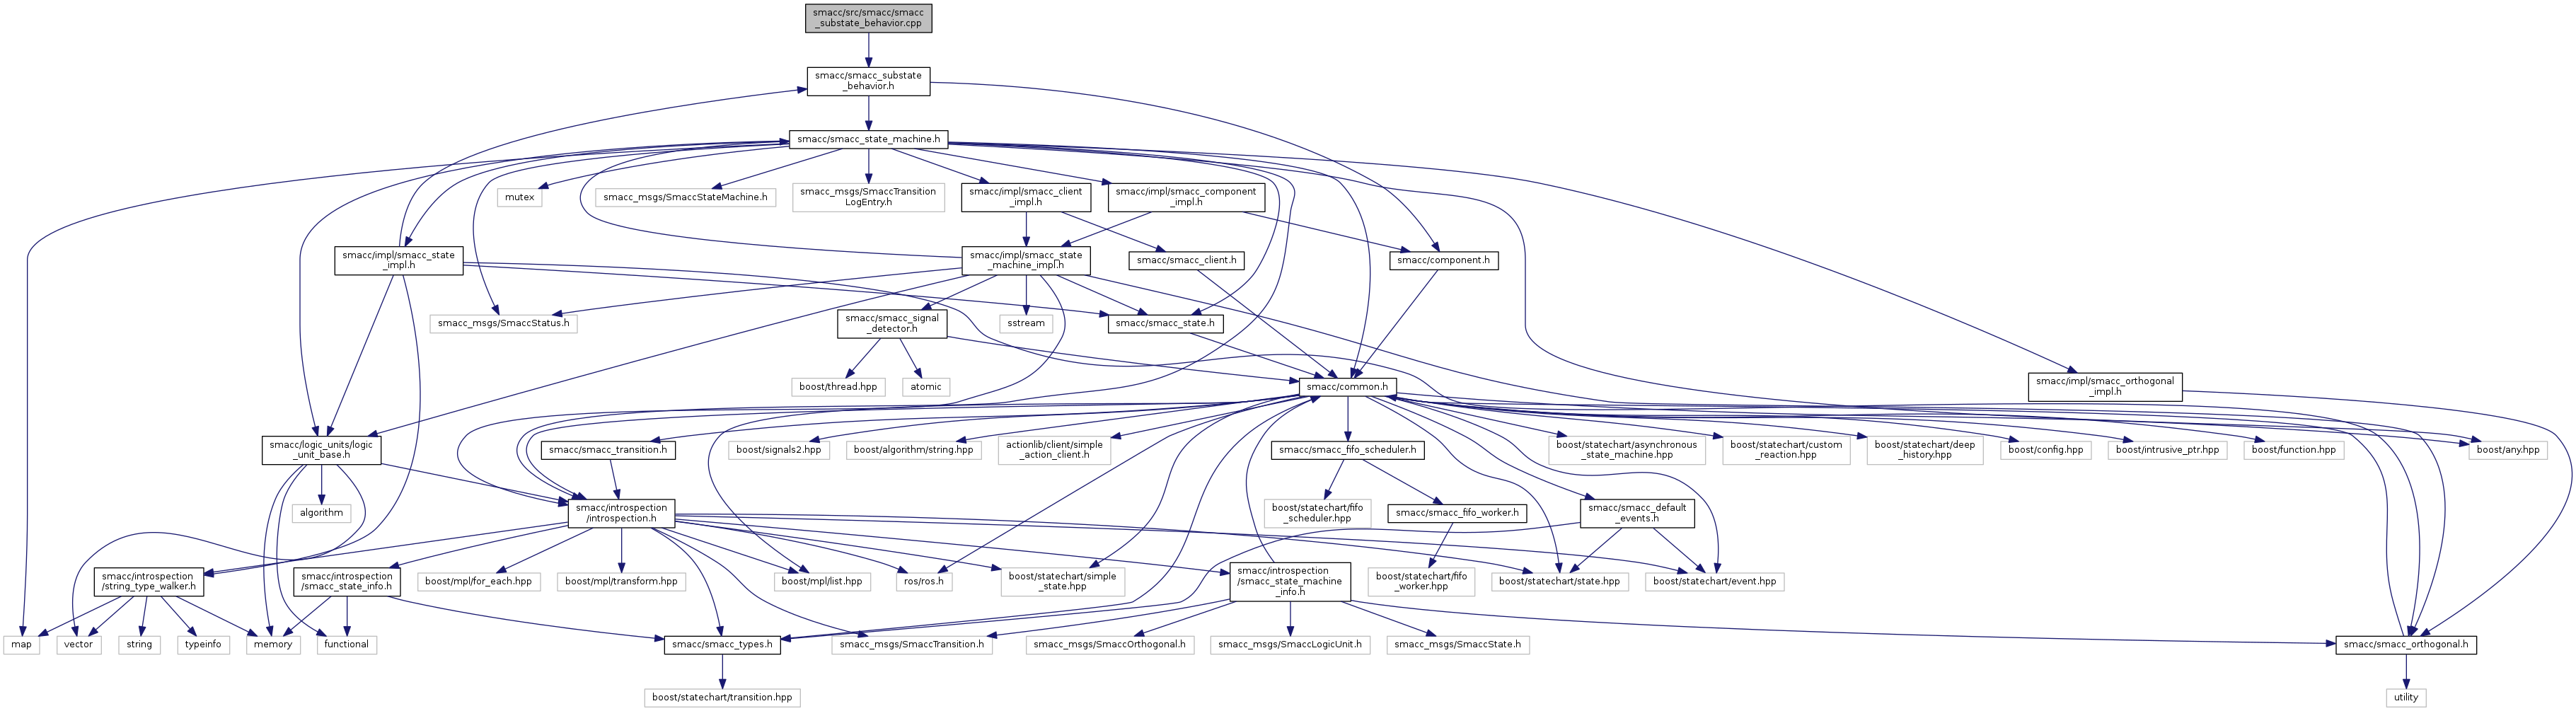 smacc/src/smacc/smacc
_substate_behavior.cpp
smacc/smacc_substate
_behavior.h
smacc/smacc_state_machine.h
mutex
smacc_msgs/SmaccStateMachine.h
smacc_msgs/SmaccTransition
LogEntry.h
smacc/impl/smacc_client
_impl.h
smacc/impl/smacc_component
_impl.h
smacc/impl/smacc_state
_impl.h
smacc/impl/smacc_state
_machine_impl.h
smacc/smacc_client.h
smacc/component.h
smacc_msgs/SmaccStatus.h
smacc/smacc_signal
_detector.h
sstream
smacc/smacc_state.h
boost/thread.hpp
atomic
smacc/common.h
smacc/impl/smacc_orthogonal
_impl.h
smacc/logic_units/logic
_unit_base.h
smacc/smacc_transition.h
boost/signals2.hpp
boost/algorithm/string.hpp
actionlib/client/simple
_action_client.h
smacc/smacc_fifo_scheduler.h
boost/statechart/asynchronous
_state_machine.hpp
boost/statechart/custom
_reaction.hpp
boost/statechart/deep
_history.hpp
boost/config.hpp
boost/intrusive_ptr.hpp
boost/function.hpp
boost/any.hpp
algorithm
smacc/introspection
/introspection.h
boost/statechart/fifo
_scheduler.hpp
smacc/smacc_fifo_worker.h
smacc/smacc_default
_events.h
smacc/introspection
/string_type_walker.h
smacc/introspection
/smacc_state_info.h
boost/mpl/for_each.hpp
boost/mpl/transform.hpp
boost/mpl/list.hpp
ros/ros.h
boost/statechart/simple
_state.hpp
smacc/introspection
/smacc_state_machine
_info.h
boost/statechart/fifo
_worker.hpp
boost/statechart/state.hpp
boost/statechart/event.hpp
map
vector
string
typeinfo
memory
functional
smacc/smacc_types.h
smacc_msgs/SmaccTransition.h
smacc_msgs/SmaccOrthogonal.h
smacc_msgs/SmaccLogicUnit.h
smacc_msgs/SmaccState.h
smacc/smacc_orthogonal.h
boost/statechart/transition.hpp
utility